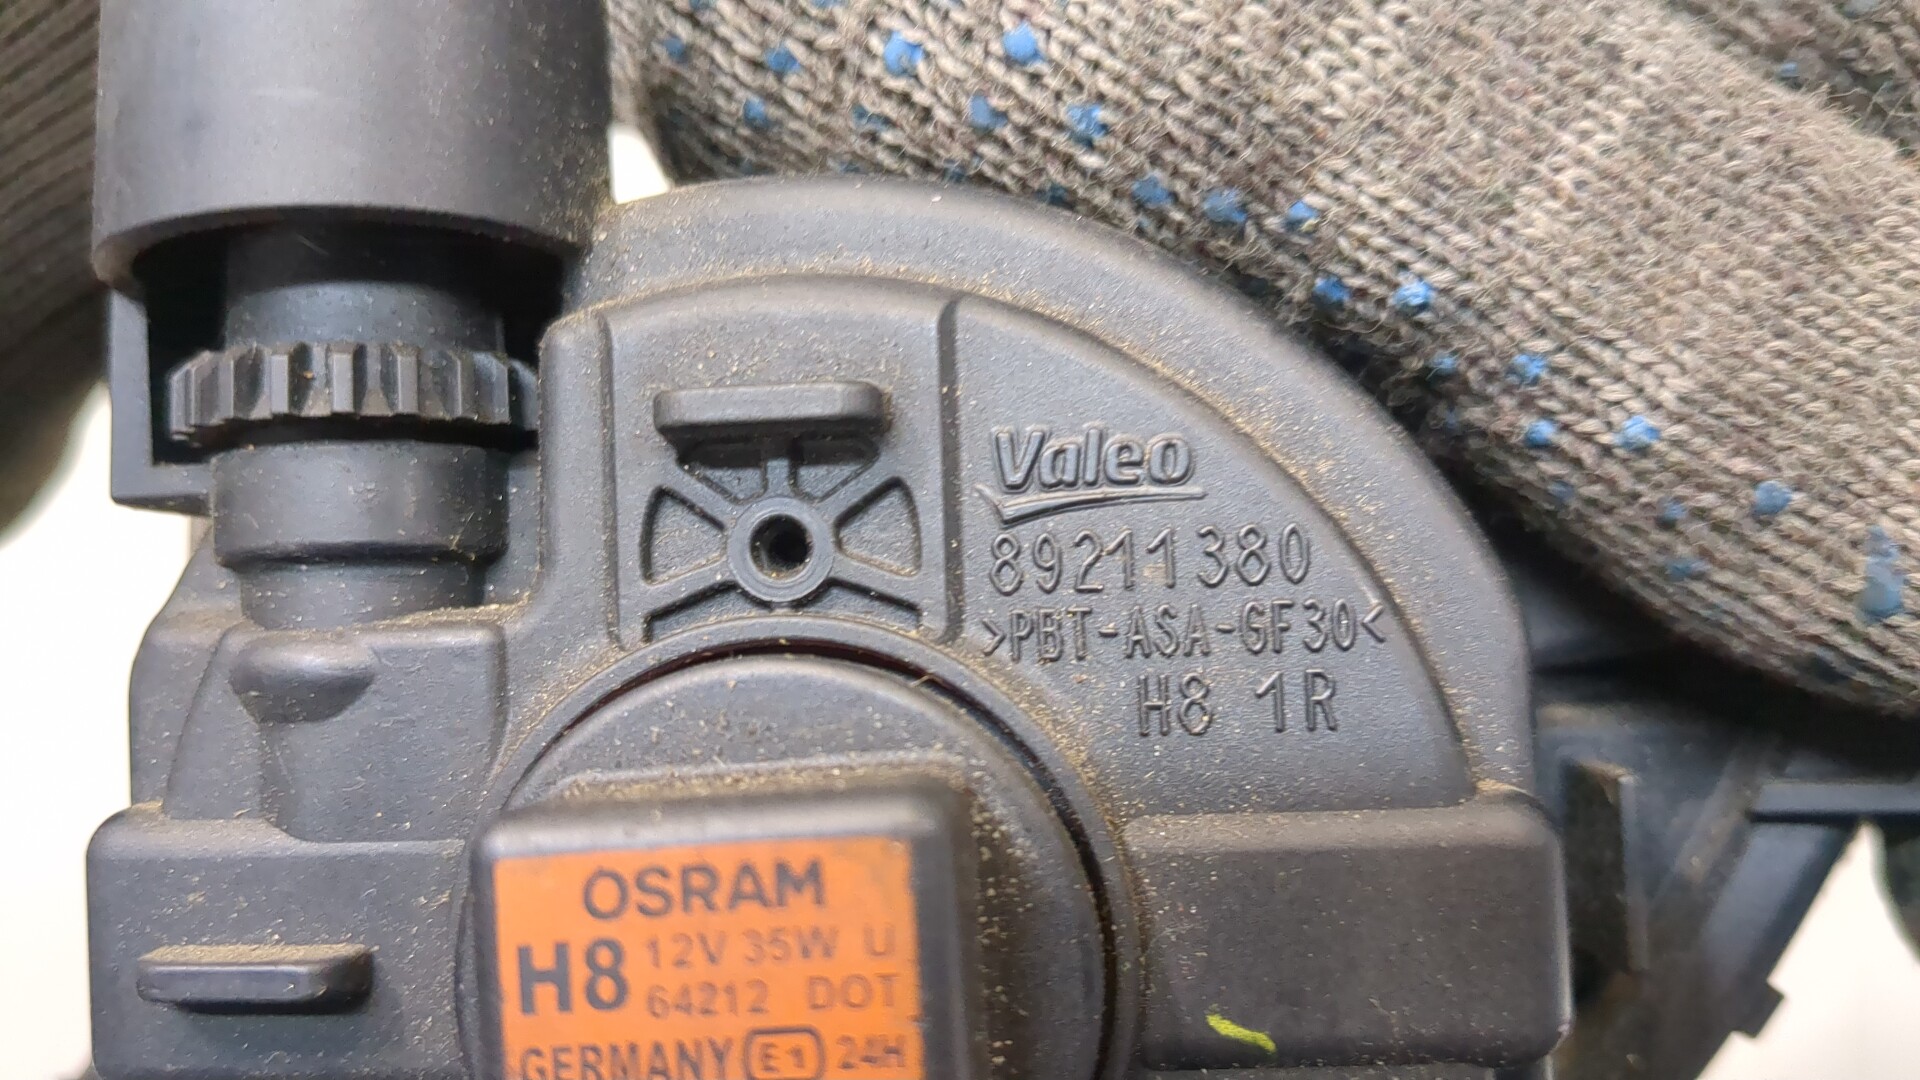 Valeo
89211380
>PBT-ASA-GF30<
H8 1R
OSRAM
H8 12V 35W U
64212 DOT
GERMANY E1 24H